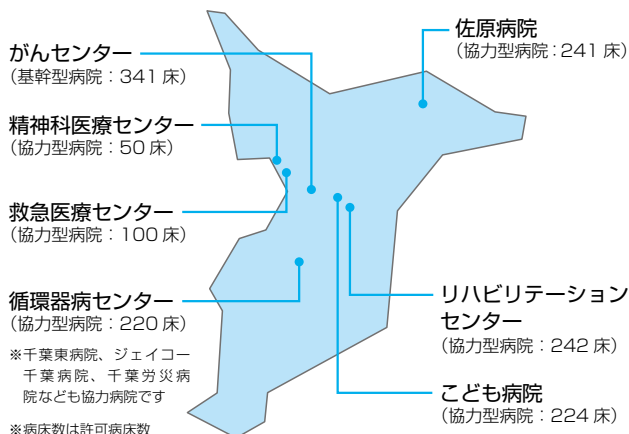 がんセンター
(基幹型病院：341 床)
精神科医療センター
(協力型病院：50 床)
救急医療センター
(協力型病院：100 床)
循環器病センター
(協力型病院：220 床)
※千葉東病院、ジェイコー
千葉病院、千葉労災病
院なども協力病院です
※病床数は許可病床数
佐原病院
(協力型病院：241 床)
リハビリテーション
センター
(協力型病院：242 床)
こども病院
(協力型病院：224 床)